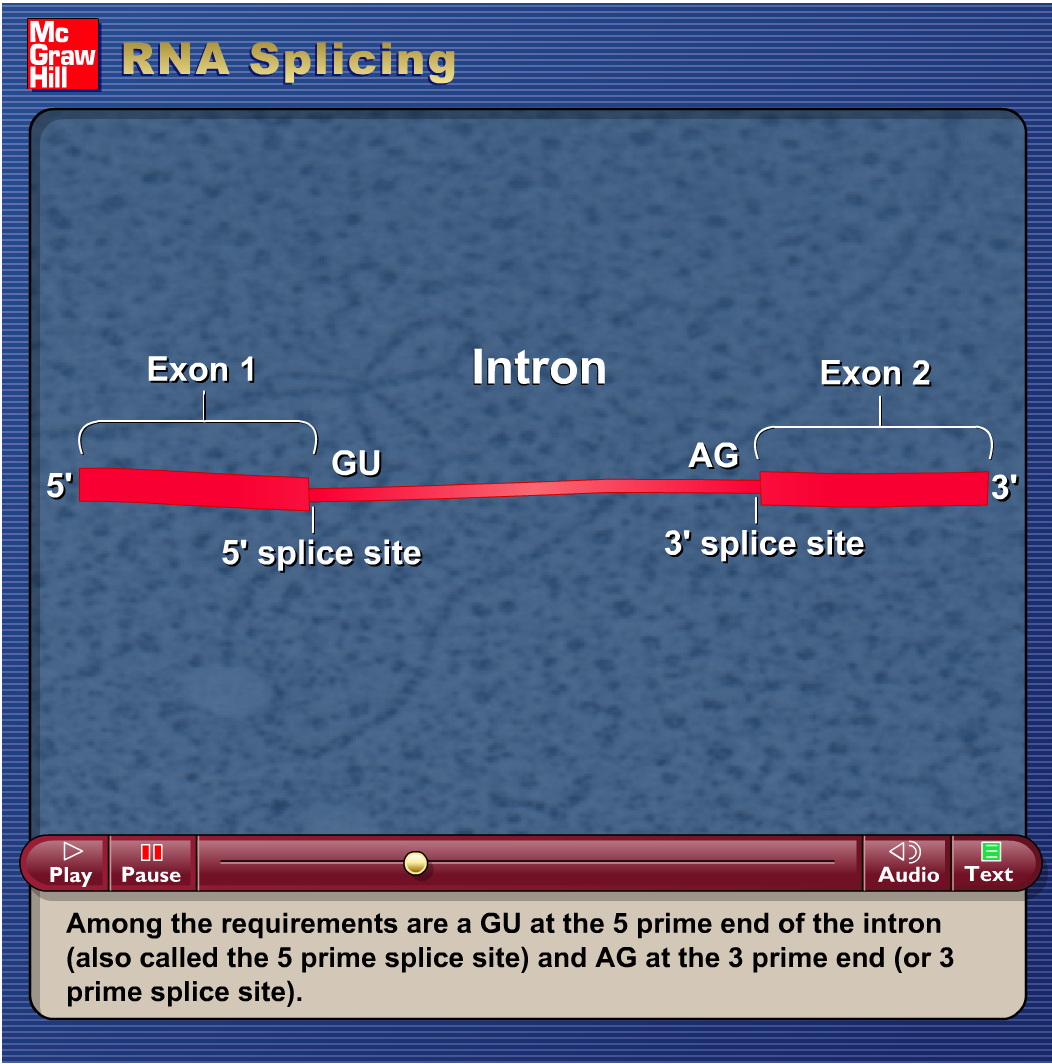 Mc
Graw
Hill
RNA Splicing
Exon 1
Intron
Exon 2
GU
AG
5'
3'
5' splice site
3' splice site
Play
Pause
Audio
Text
Among the requirements are a GU at the 5 prime end of the intron
(also called the 5 prime splice site) and AG at the 3 prime end (or 3
prime splice site).